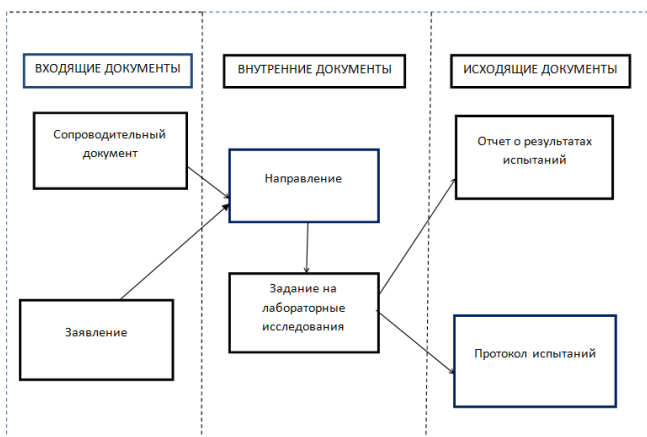 ВХОДЯЩИЕ ДОКУМЕНТЫ
ВНУТРЕННИЕ ДОКУМЕНТЫ
ИСХОДЯЩИЕ ДОКУМЕНТЫ
Сопроводительный
документ
Направление
Отчет о результатах
испытаний
Заявление
Задание на
лабораторные
исследования
Протокол испытаний